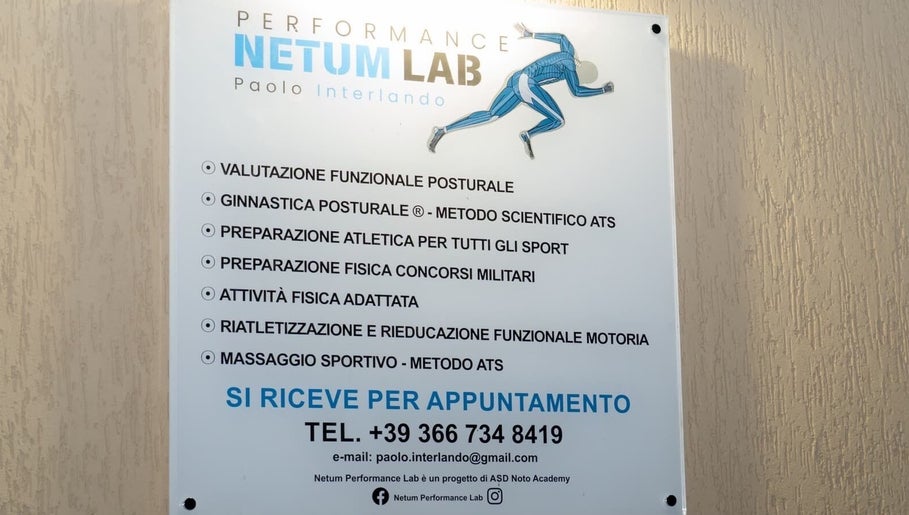 PERFORMANCE
NETUM LAB
Paolo Interlando
VALUTAZIONE FUNZIONALE POSTURALE
GINNASTICA POSTURALE ® - METODO SCIENTIFICO ATS
PREPARAZIONE ATLETICA PER TUTTI GLI SPORT
PREPARAZIONE FISICA CONCORSI MILITARI
ATTIVITÀ FISICA ADATTATA
RIATLETIZZAZIONE E RIEDUCAZIONE FUNZIONALE MOTORIA
MASSAGGIO SPORTIVO - METODO ATS
SI RICEVE PER APPUNTAMENTO
TEL. +39 366 734 8419
e-mail: paolo.interlando@gmail.com
Netum Performance Lab è un progetto di ASD Noto Academy
Netum Performance Lab